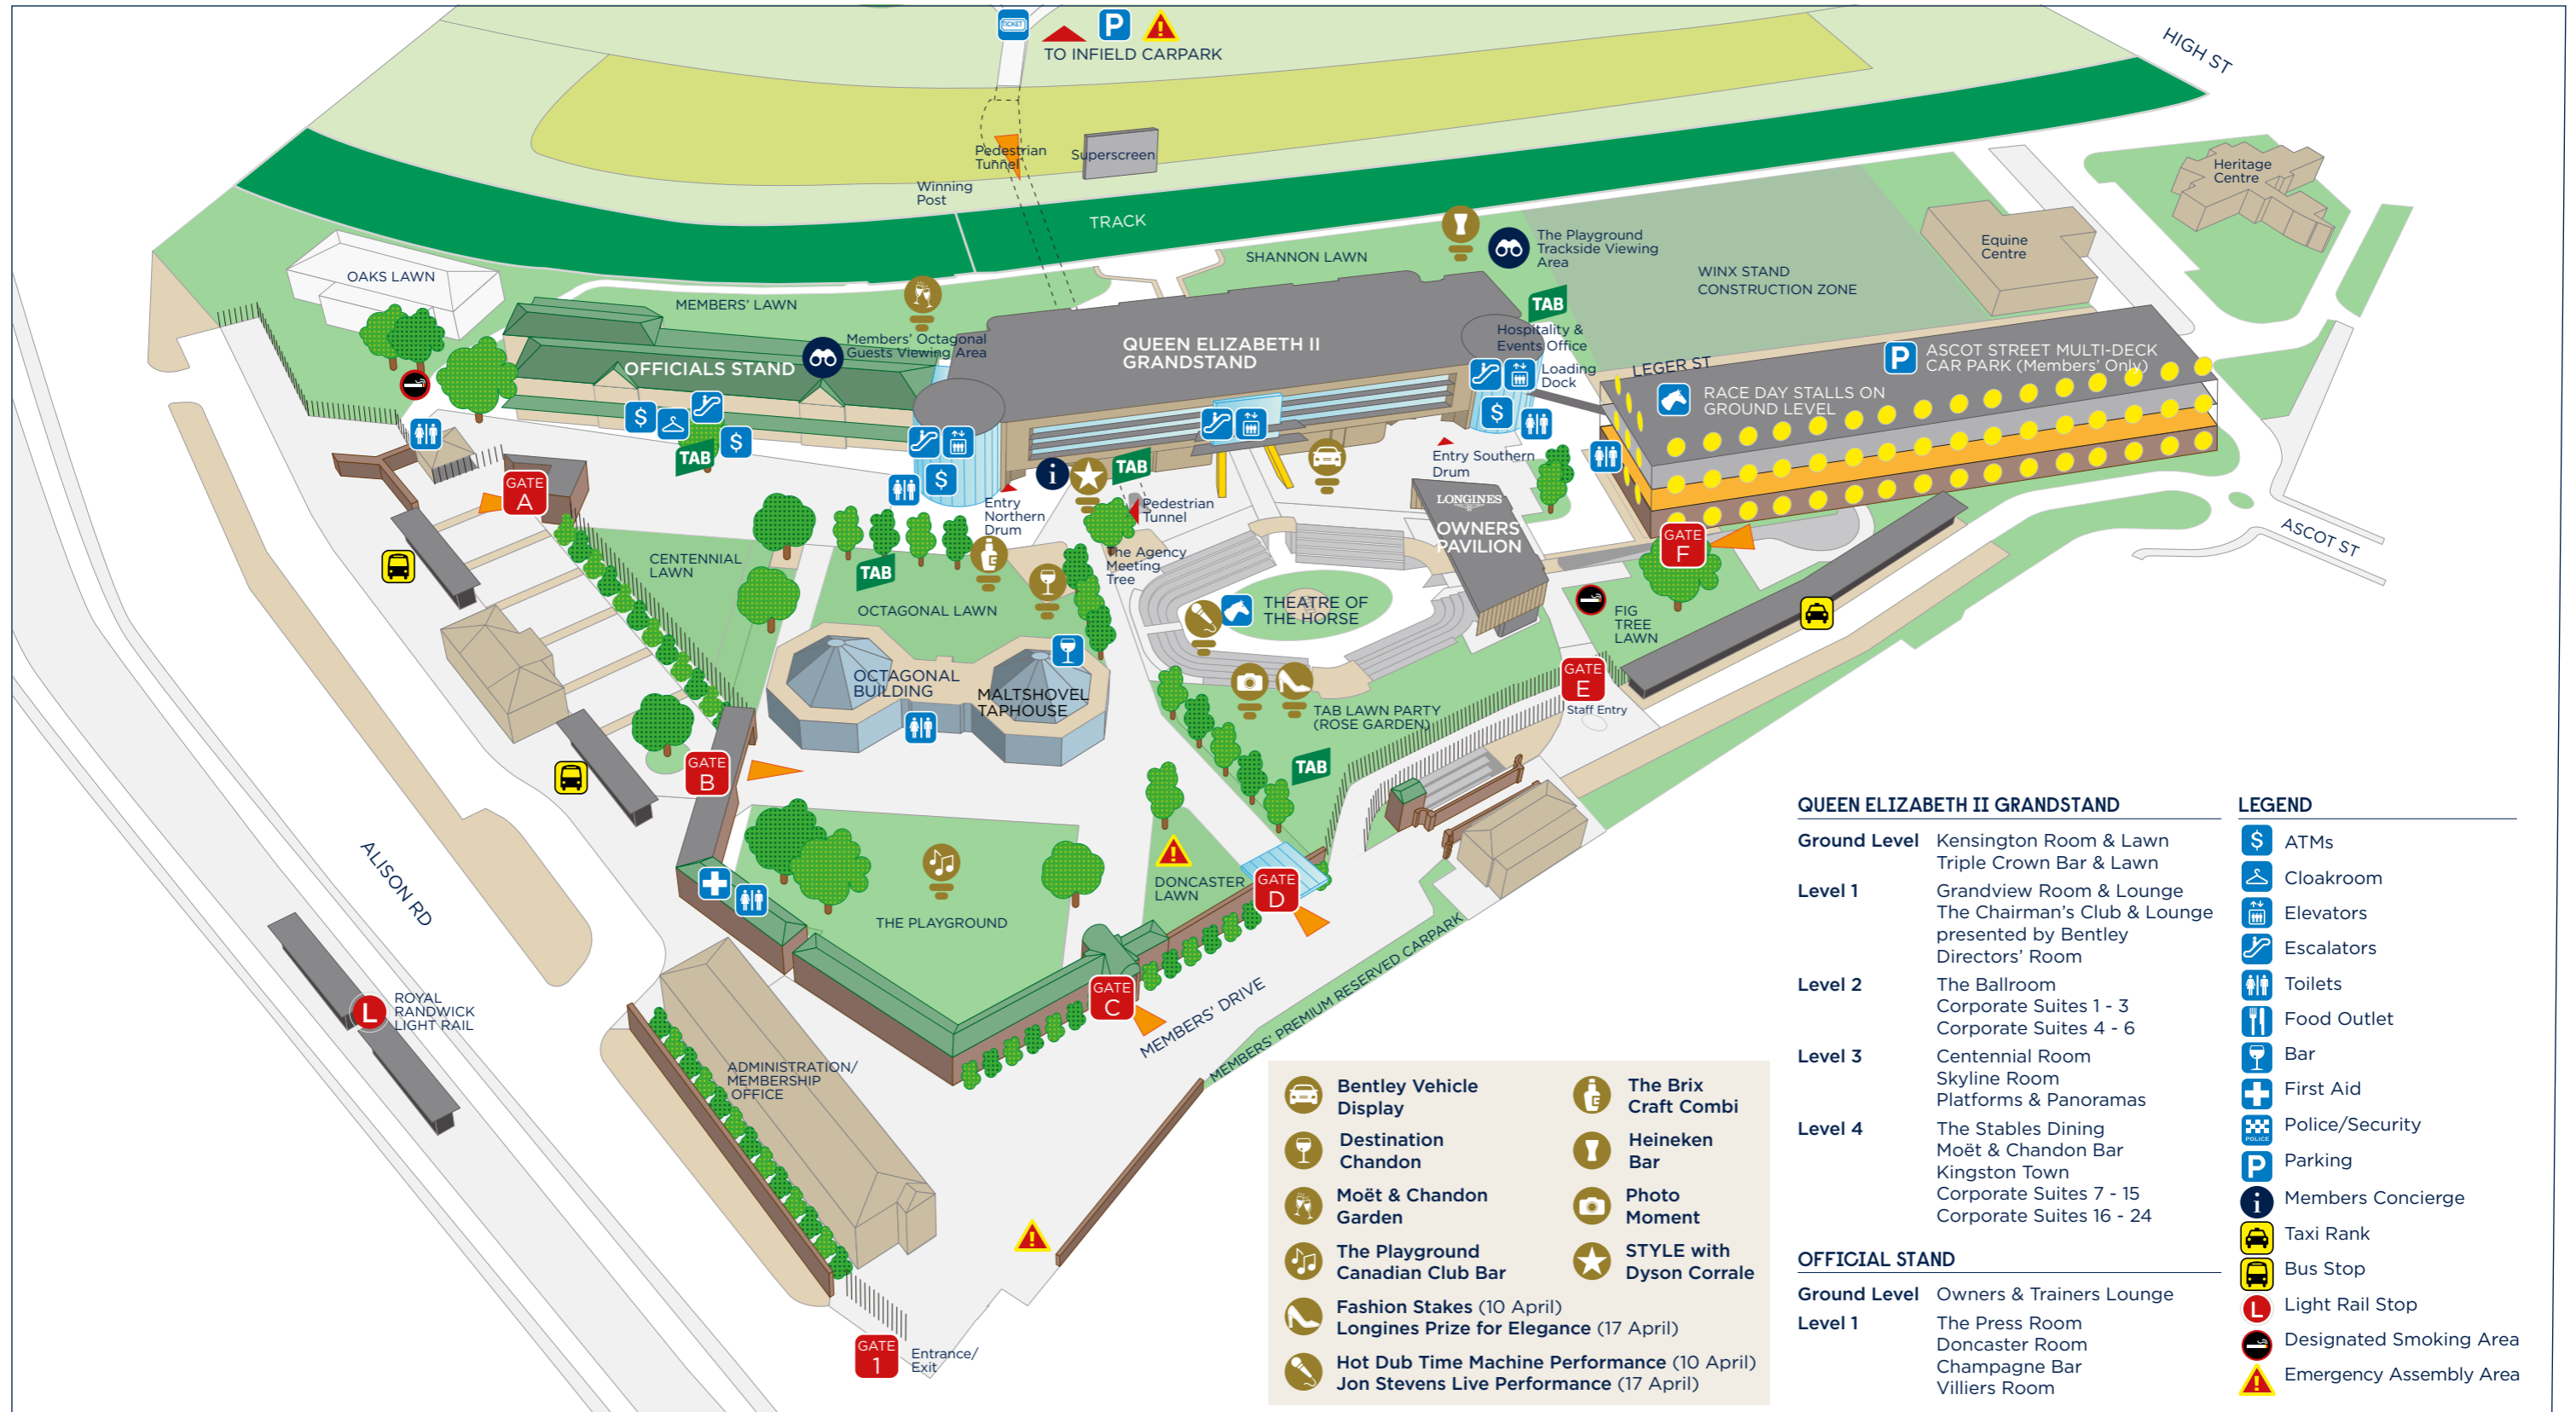 TICKET
P
TO INFIELD CARPARK
HIGH ST
Pedestrian
Tunnel
Superscreen
Winning
Post
TRACK
Heritage
Centre
Equine
Centre
OAKS LAWN
MEMBERS' LAWN
SHANNON LAWN
The Playground
Trackside Viewing
Area
WINX STAND
CONSTRUCTION ZONE
TAB
Members' Octagonal
Guests Viewing Area
OFFICIALS STAND
QUEEN ELIZABETH II
GRANDSTAND
Hospitality &
Events Office
Loading
Dock
LEGER ST
P
ASCOT STREET MULTI-DECK
CAR PARK (Members' Only)
RACE DAY STALLS ON
GROUND LEVEL
$
$
TAB
$
$
i
TAB
Entry Southern
Drum
GATE
A
Entry
Northern
Drum
Pedestrian
Tunnel
LONGINES
OWNERS'
PAVILION
GATE
F
ASCOT ST
CENTENNIAL
LAWN
TAB
The Agency
Meeting
Tree
OCTAGONAL LAWN
THEATRE OF
THE HORSE
FIG
TREE
LAWN
OCTAGONAL
BUILDING
MALTSHOVEL
TAPHOUSE
GATE
E
Staff Entry
TAB LAWN PARTY
(ROSE GARDEN)
TAB
GATE
B
ALISON RD
DONCASTER
LAWN
GATE
D
THE PLAYGROUND
GATE
C
MEMBERS' DRIVE
MEMBERS' PREMIUM RESERVED CARPARK
L
ROYAL
RANDWICK
LIGHT RAIL
ADMINISTRATION/
MEMBERSHIP
OFFICE
GATE
1
Entrance/
Exit
Bentley Vehicle
Display
Destination
Chandon
Moët & Chandon
Garden
The Playground
Canadian Club Bar
Fashion Stakes (10 April)
Longines Prize for Elegance (17 April)
Hot Dub Time Machine Performance (10 April)
Jon Stevens Live Performance (17 April)
The Brix
Craft Combi
Heineken
Bar
Photo
Moment
STYLE with
Dyson Corrale
QUEEN ELIZABETH II GRANDSTAND
Ground Level Kensington Room & Lawn
Triple Crown Bar & Lawn
Level 1 Grandview Room & Lounge
The Chairman's Club & Lounge
presented by Bentley
Directors' Room
Level 2 The Ballroom
Corporate Suites 1 - 3
Corporate Suites 4 - 6
Level 3 Centennial Room
Skyline Room
Platforms & Panoramas
Level 4 The Stables Dining
Moët & Chandon Bar
Kingston Town
Corporate Suites 7 - 15
Corporate Suites 16 - 24
OFFICIAL STAND
Ground Level Owners & Trainers Lounge
Level 1 The Press Room
Doncaster Room
Champagne Bar
Villiers Room
LEGEND
$ ATMs
Cloakroom
Elevators
Escalators
Toilets
Food Outlet
Bar
First Aid
POLICE Police/Security
P Parking
i Members Concierge
Taxi Rank
Bus Stop
L Light Rail Stop
Designated Smoking Area
Emergency Assembly Area